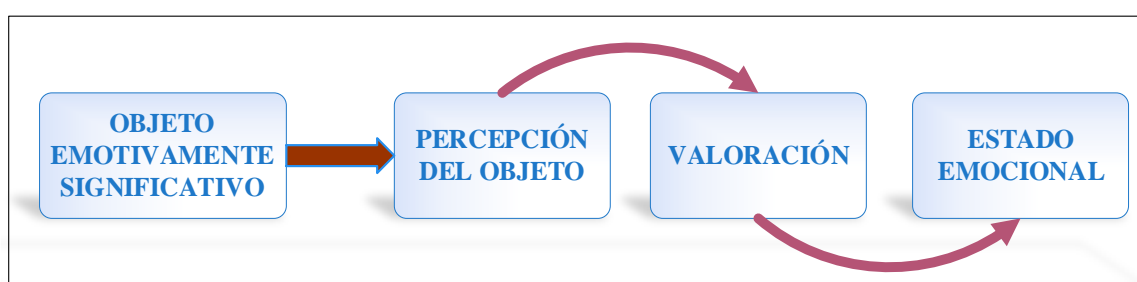 OBJETO
EMOTIVAMENTE
SIGNIFICATIVO
PERCEPCIÓN
DEL OBJETO
VALORACIÓN
ESTADO
EMOCIONAL